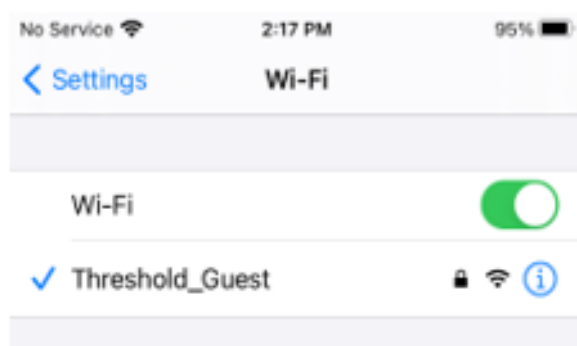 No Service 2:17 PM 95%
Settings Wi-Fi
Wi-Fi
Threshold_Guest